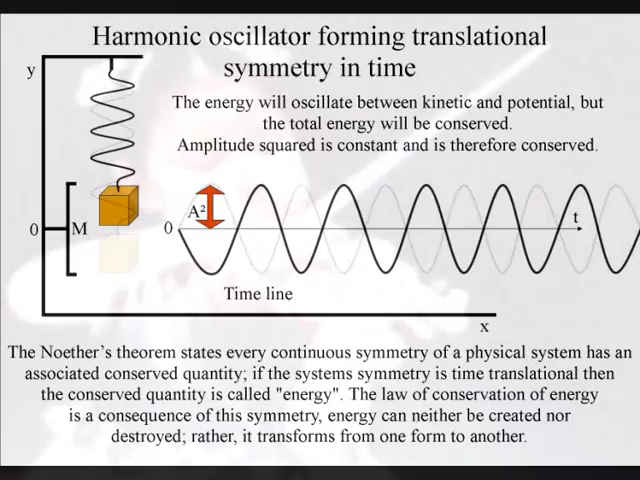 Harmonic oscillator forming translational
symmetry in time
y
The energy will oscillate between kinetic and potential, but
the total energy will be conserved.
Amplitude squared is constant and is therefore conserved.
A²
t
0
M
0
Time line
x
The Noether's theorem states every continuous symmetry of a physical system has an
associated conserved quantity; if the systems symmetry is time translational then
the conserved quantity is called "energy". The law of conservation of energy
is a consequence of this symmetry, energy can neither be created nor
destroyed; rather, it transforms from one form to another.